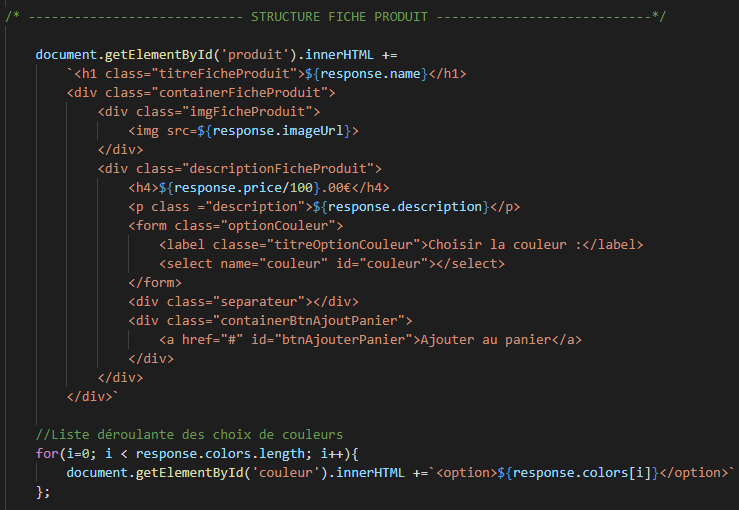 /* ---------------------------- STRUCTURE FICHE PRODUIT ----------------------------*/
document.getElementById('produit').innerHTML +=
`<h1 class="titreFicheProduit">${response.name}</h1>
<div class="containerFicheProduit">
<div class="imgFicheProduit">
<img src=${response.imageUrl}>
</div>
<div class="descriptionFicheProduit">
<h4>${response.price/100}.00€</h4>
<p class ="description">${response.description}</p>
<form class="optionCouleur">
<label classe="titreOptionCouleur">Choisir la couleur :</label>
<select name="couleur" id="couleur"></select>
</form>
<div class="separateur"></div>
<div class="containerBtnAjoutPanier">
<a href="#" id="btnAjouterPanier">Ajouter au panier</a>
</div>
</div>
</div>`
//Liste déroulante des choix de couleurs
for(i=0; i < response.colors.length; i++){
document.getElementById('couleur').innerHTML +=`<option>${response.colors[i]}</option>`
};